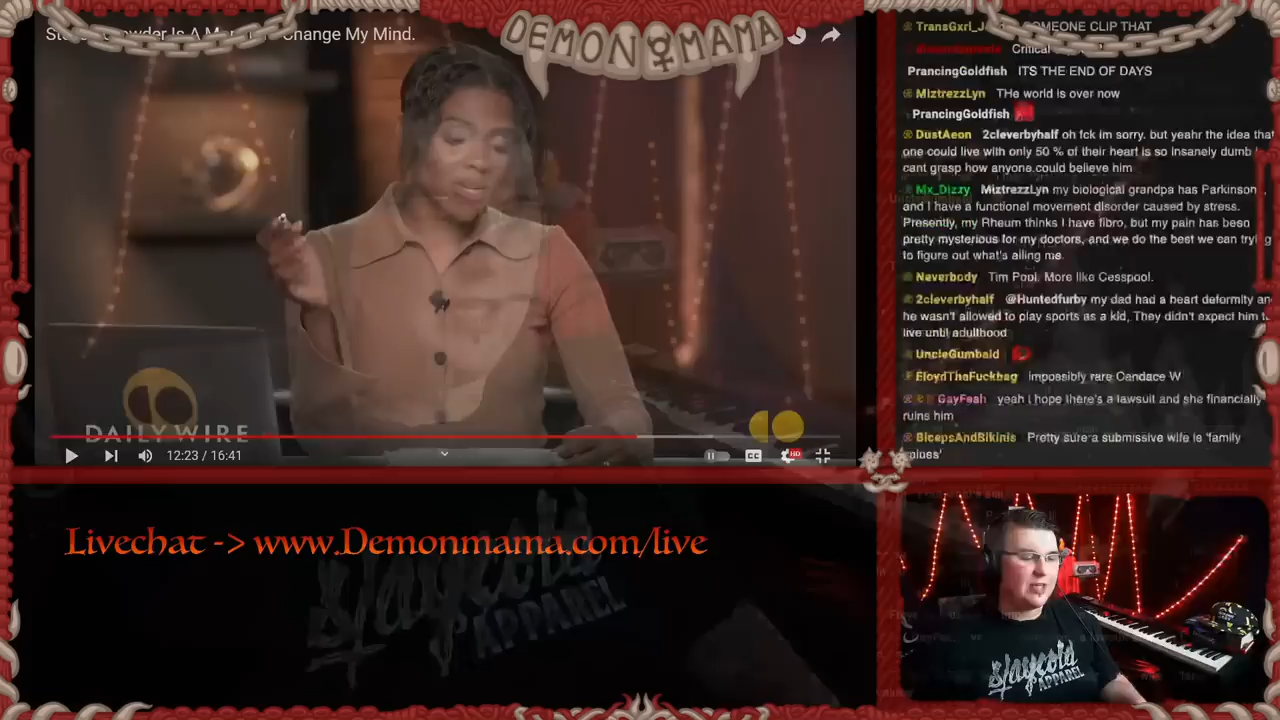 DEMON MAMA
Change My Mind.
SOMEONE CLIP THAT
Critical
PrancingGoldfish ITS THE END OF DAYS
MiztrezzLyn THe world is over now
PrancingGoldfish
DustAeon 2cleverbyhalf oh fck im sorry. but yeahr the idea that
one could live with only 50 % of their heart is so insanely dumb I
cant grasp how anyone could believe him
Mx_Dizzy MiztrezzLyn my biological grandpa has Parkinson
and I have a functional movement disorder caused by stress.
Presently, my Rheum thinks I have fibro, but my pain has been
pretty mysterious for my doctors, and we do the best we can trying
to figure out what's ailing me.
Neverbody Tim Pool. More like Cesspool.
2cleverbyhalf @Huntedfurby my dad had a heart deformity and
he wasn't allowed to play sports as a kid, They didn't expect him to
live until adulthood
UncleGumbald
FloydTheFuckbag Impossibly rare Candace W
GayFeah yeah i hope there's a lawsuit and she financially
ruins him
BicepsAndBikinis Pretty sure a submissive wife is 'family
values'
DAILY WIRE
12:23 / 16:41
CC
HD
Livechat -> www.Demonmama.com/live
staycold
APPAREL
staycold
APPAREL